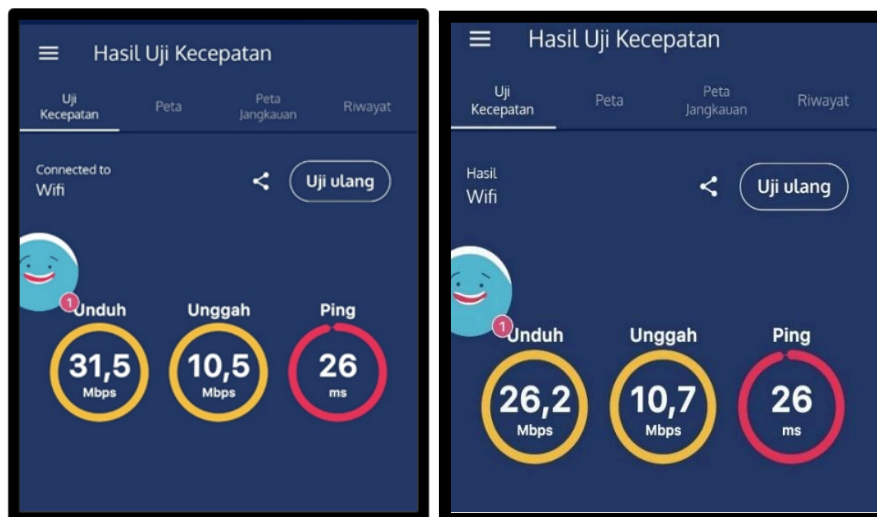 Hasil Uji Kecepatan
Uji
Kecepatan
Peta
Peta
Jangkauan
Riwayat
Connected to
Wifi
Uji ulang
1
Unduh
Unggah
Ping
31,5
Mbps
10,5
Mbps
26
ms
Hasil Uji Kecepatan
Uji
Kecepatan
Peta
Peta
Jangkauan
Riwayat
Hasil
Wifi
Uji ulang
1
Unduh
Unggah
Ping
26,2
Mbps
10,7
Mbps
26
ms